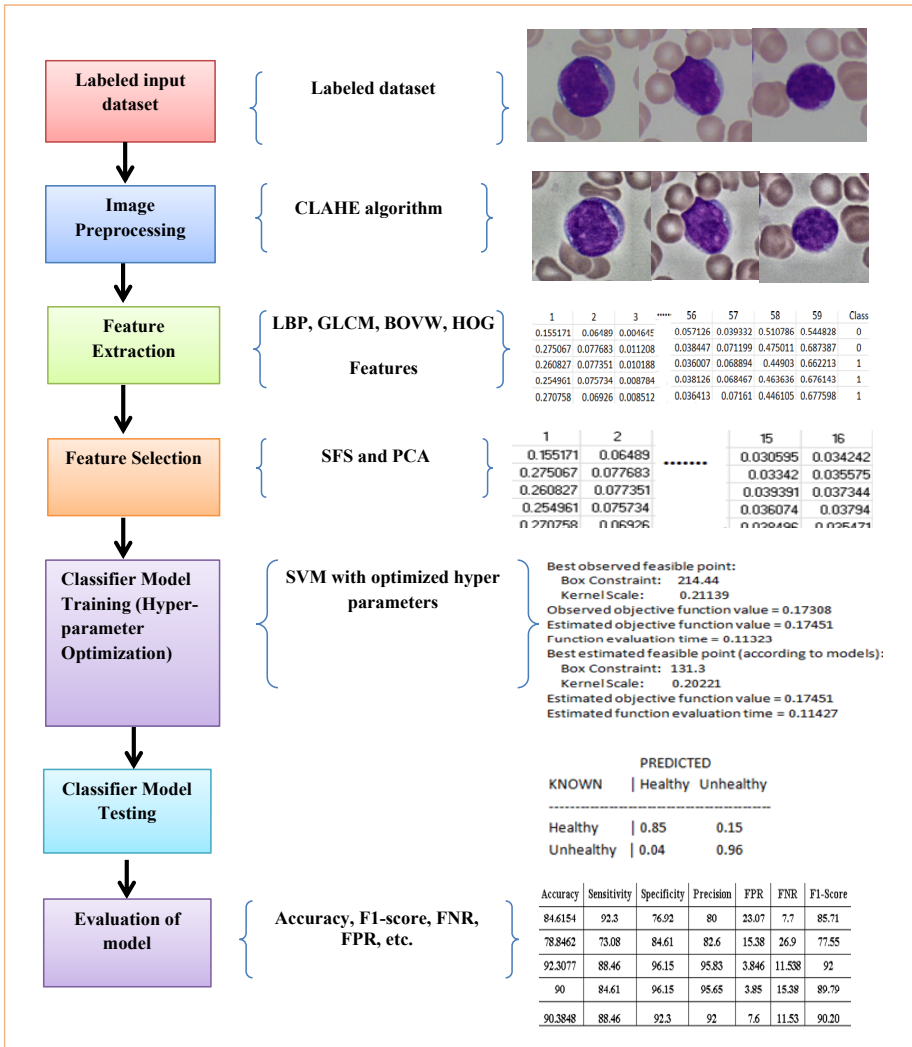 Labeled input
dataset
Labeled dataset
Image
Preprocessing
CLAHE algorithm
Feature
Extraction
LBP, GLCM, BOVW, HOG
Features
1 2 3 ...... 56 57 58 59 Class
0.155171 0.06489 0.004645 0.057126 0.039332 0.510786 0.544828 0
0.275067 0.077683 0.011208 0.038447 0.071199 0.475011 0.687387 0
0.260827 0.077351 0.010188 0.036007 0.068894 0.44903 0.662213 1
0.254961 0.075734 0.008784 0.038126 0.068467 0.463636 0.676143 1
0.270758 0.06926 0.008512 0.036413 0.07161 0.446105 0.677598 1
Feature Selection
SFS and PCA
1 2 15 16
0.155171 0.06489 ....... 0.030595 0.034242
0.275067 0.077683 0.03342 0.035575
0.260827 0.077351 0.039391 0.037344
0.254961 0.075734 0.036074 0.03794
0.270758 0.06926 0.038496 0.035471
Classifier Model
Training (Hyper-
parameter
Optimization)
SVM with optimized hyper
parameters
Best observed feasible point:
Box Constraint: 214.44
Kernel Scale: 0.21139
Observed objective function value = 0.17308
Estimated objective function value = 0.17451
Function evaluation time = 0.11323
Best estimated feasible point (according to models):
Box Constraint: 131.3
Kernel Scale: 0.20221
Estimated objective function value = 0.17451
Estimated function evaluation time = 0.11427
Classifier Model
Testing
PREDICTED
KNOWN | Healthy Unhealthy
------------------------------------------------
Healthy | 0.85 0.15
Unhealthy | 0.04 0.96
Evaluation of
model
Accuracy, F1-score, FNR,
FPR, etc.
Accuracy Sensitivity Specificity Precision FPR FNR F1-Score
84.6154 92.3 76.92 80 23.07 7.7 85.71
78.8462 73.08 84.61 82.6 15.38 26.9 77.55
92.3077 88.46 96.15 95.83 3.846 11.538 92
90 84.61 96.15 95.65 3.85 15.38 89.79
90.3848 88.46 92.3 92 7.6 11.53 90.20